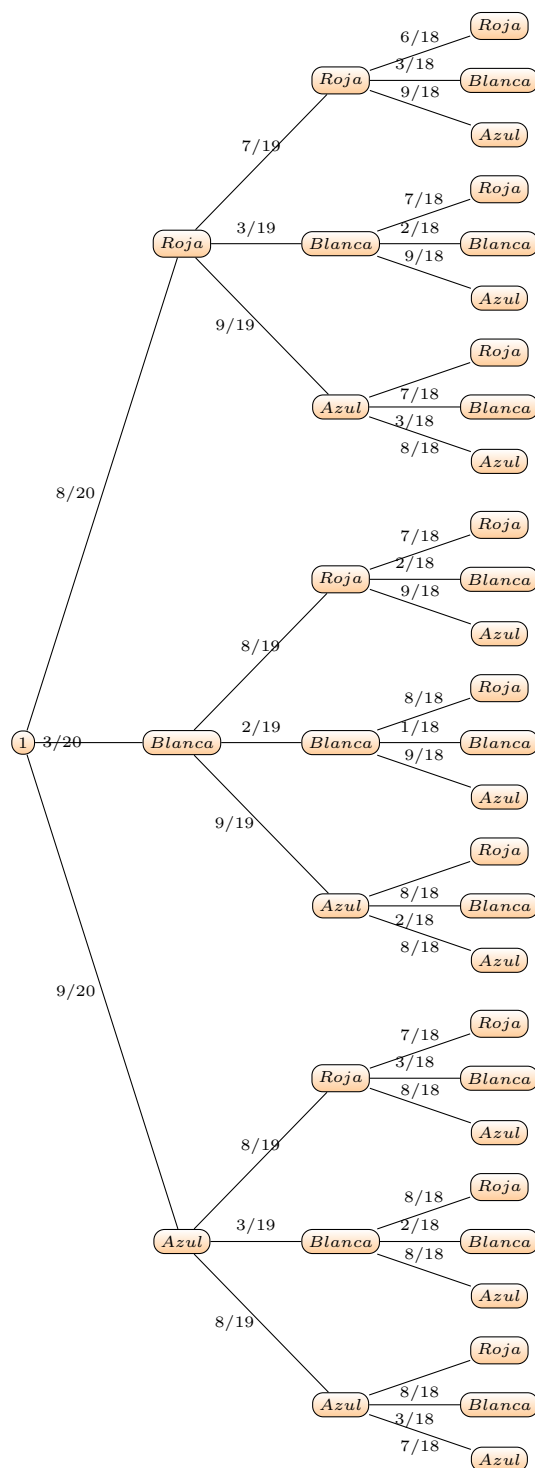 6/18
Roja
3/18
Roja
Blanca
9/18
Azul
7/19
7/18
Roja
3/19
2/18
Roja
Blanca
Blanca
9/18
Azul
9/19
Roja
7/18
Azul
Blanca
3/18
8/18
Azul
8/20
7/18
Roja
2/18
Roja
Blanca
9/18
Azul
8/19
8/18
Roja
2/19
1/18
1
3/20
Blanca
Blanca
Blanca
9/18
Azul
9/19
Roja
8/18
Azul
Blanca
2/18
8/18
Azul
9/20
7/18
Roja
3/18
Roja
Blanca
8/18
Azul
8/19
8/18
Roja
3/19
2/18
Azul
Blanca
Blanca
8/18
Azul
8/19
Roja
8/18
Azul
Blanca
3/18
7/18
Azul